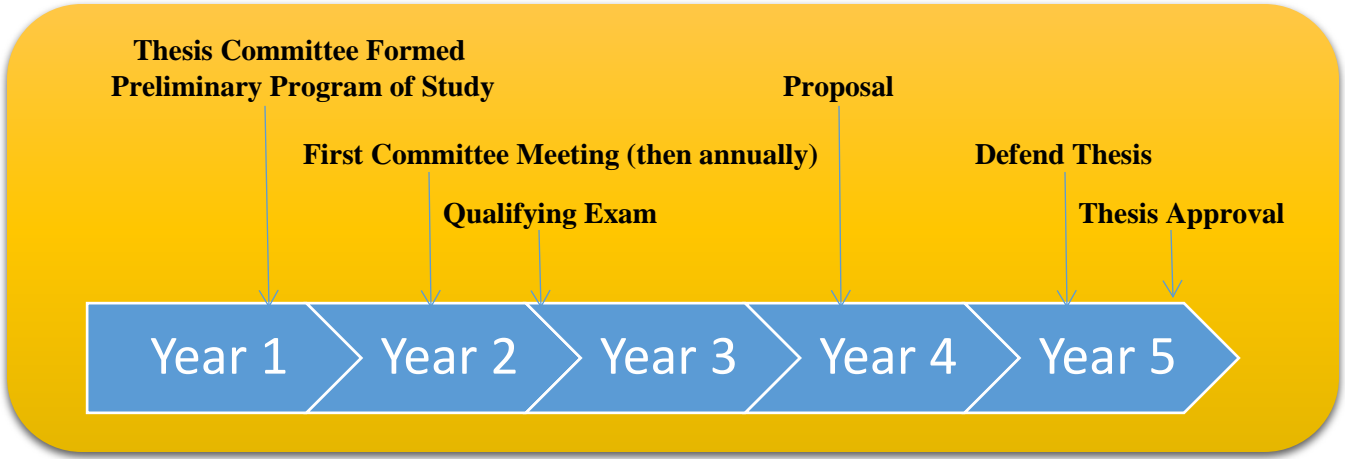 Thesis Committee Formed
Preliminary Program of Study
Proposal
First Committee Meeting (then annually)
Defend Thesis
Qualifying Exam
Thesis Approval
Year 1
Year 2
Year 3
Year 4
Year 5